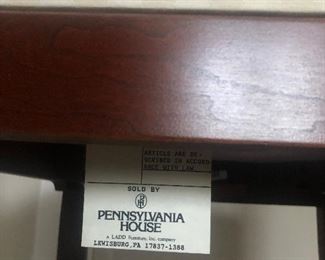 ARTICLE ARE DE-
SCRIBED IN ACCORD
ANCE WITH LAW.
SOLD BY
PENNSYLVANIA
HOUSE
a LADD Furniture, Inc. company
LEWISBURG, PA 17837-1388